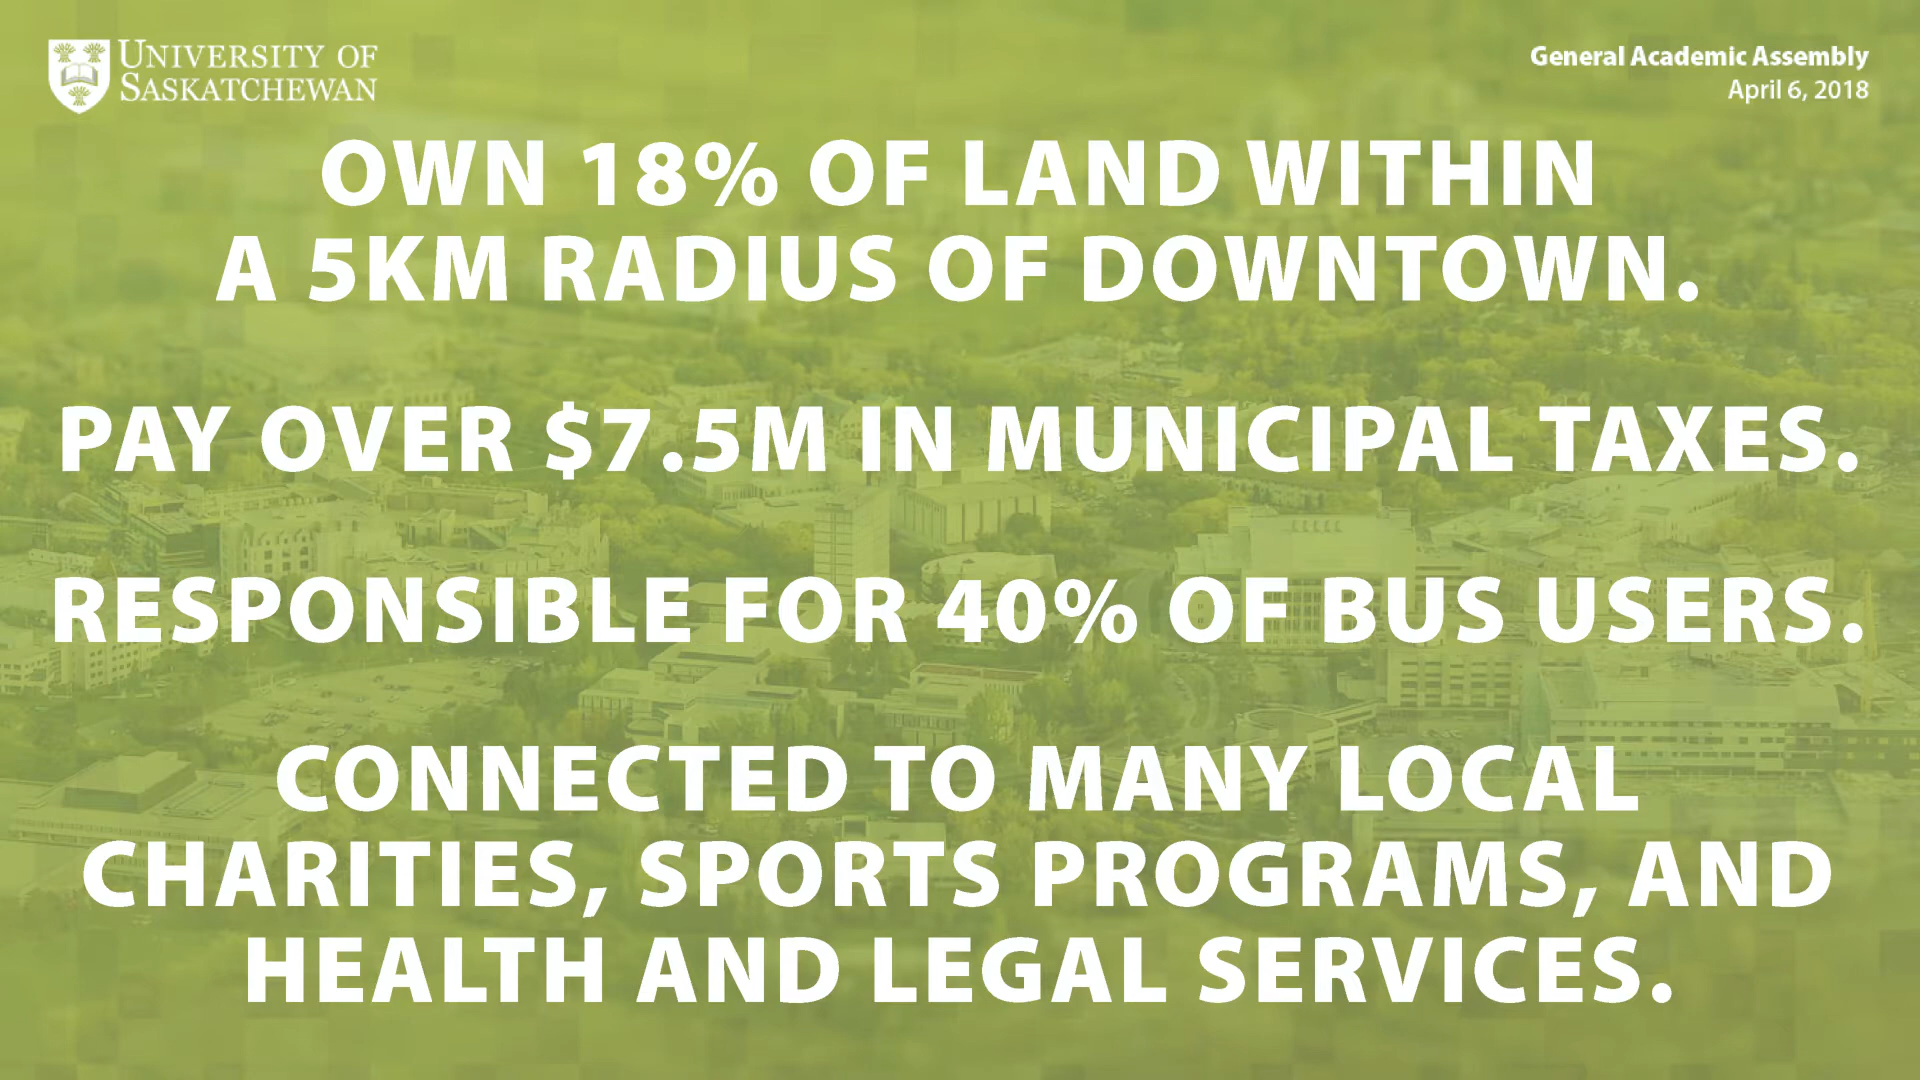 UNIVERSITY OF
SASKATCHEWAN
General Academic Assembly
April 6, 2018
OWN 18% OF LAND WITHIN
A 5KM RADIUS OF DOWNTOWN.
PAY OVER $7.5M IN MUNICIPAL TAXES.
RESPONSIBLE FOR 40% OF BUS USERS.
CONNECTED TO MANY LOCAL
CHARITIES, SPORTS PROGRAMS, AND
HEALTH AND LEGAL SERVICES.